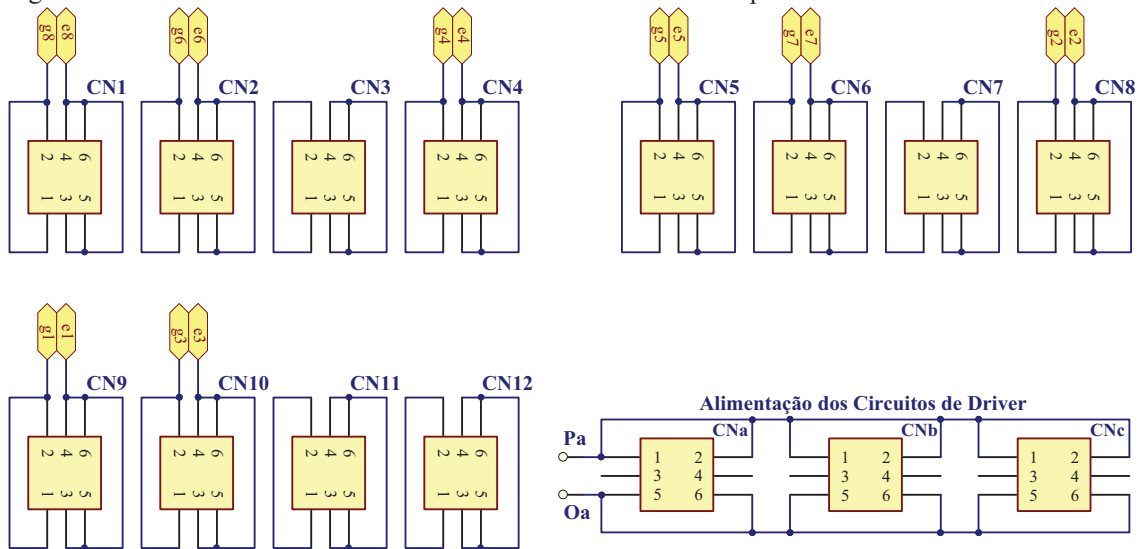 g8 e8 g6 e6 g4 e4 g5 e5 g7 e7 g2 e2
CN1 CN2 CN3 CN4 CN5 CN6 CN7 CN8
2 4 6 2 4 6 2 4 6 2 4 6 2 4 6 2 4 6 2 4 6 2 4 6
1 3 5 1 3 5 1 3 5 1 3 5 1 3 5 1 3 5 1 3 5 1 3 5
g1 e1 g3 e3
CN9 CN10 CN11 CN12
2 4 6 2 4 6 2 4 6 2 4 6
1 3 5 1 3 5 1 3 5 1 3 5
Alimentação dos Circuitos de Driver
Pa CNa CNb CNc
1 2 1 2 1 2
3 4 3 4 3 4
5 6 5 6 5 6
Oa